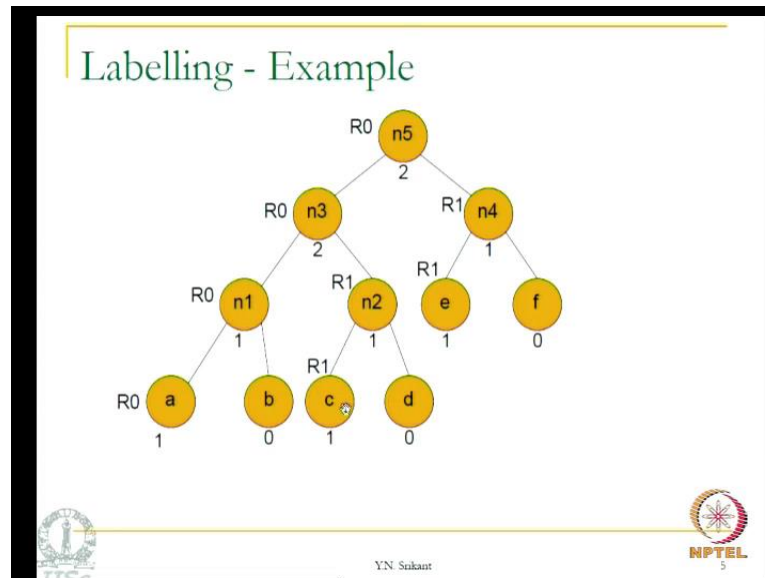 Labelling - Example
R0 n5
2
R0 n3 R1 n4
2 1
R0 n1 R1 n2 R1 e f
1 1 1 0
R0 a b R1 c d
1 0 1 0
IISc
Y.N. Srikant
NPTEL
5